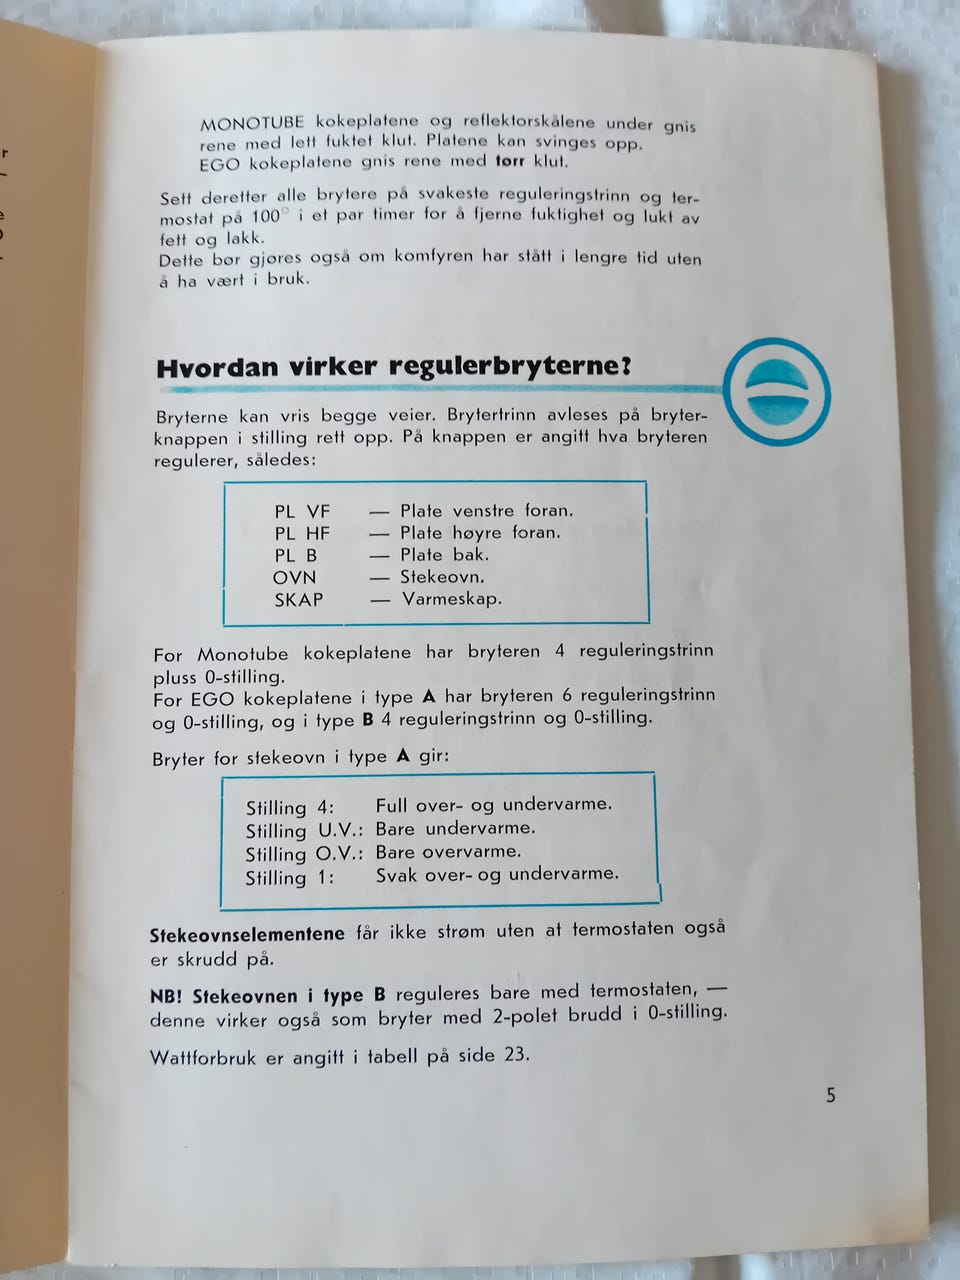 MONOTUBE kokeplatene og reflektorskålene under gnis
rene med lett fuktet klut. Platene kan svinges opp.
EGO kokeplatene gnis rene med tørr klut.
Sett deretter alle brytere på svakeste reguleringstrinn og ter-
mostat på 100° i et par timer for å fjerne fuktighet og lukt av
fett og lakk.
Dette bør gjøres også om komfyren har stått i lengre tid uten
å ha vært i bruk.
Hvordan virker regulerbryterne?
Bryterne kan vris begge veier. Brytertrinn avleses på bryter-
knappen i stilling rett opp. På knappen er angitt hva bryteren
regulerer, således:
PL VF — Plate venstre foran.
PL HF — Plate høyre foran.
PL B — Plate bak.
OVN — Stekeovn.
SKAP — Varmeskap.
For Monotube kokeplatene har bryteren 4 reguleringstrinn
pluss 0-stilling.
For EGO kokeplatene i type A har bryteren 6 reguleringstrinn
og 0-stilling, og i type B 4 reguleringstrinn og 0-stilling.
Bryter for stekeovn i type A gir:
Stilling 4: Full over- og undervarme.
Stilling U.V.: Bare undervarme.
Stilling O.V.: Bare overvarme.
Stilling 1: Svak over- og undervarme.
Stekeovnselementene får ikke strøm uten at termostaten også
er skrudd på.
NB! Stekeovnen i type B reguleres bare med termostaten, —
denne virker også som bryter med 2-polet brudd i 0-stilling.
Wattforbruk er angitt i tabell på side 23.
5